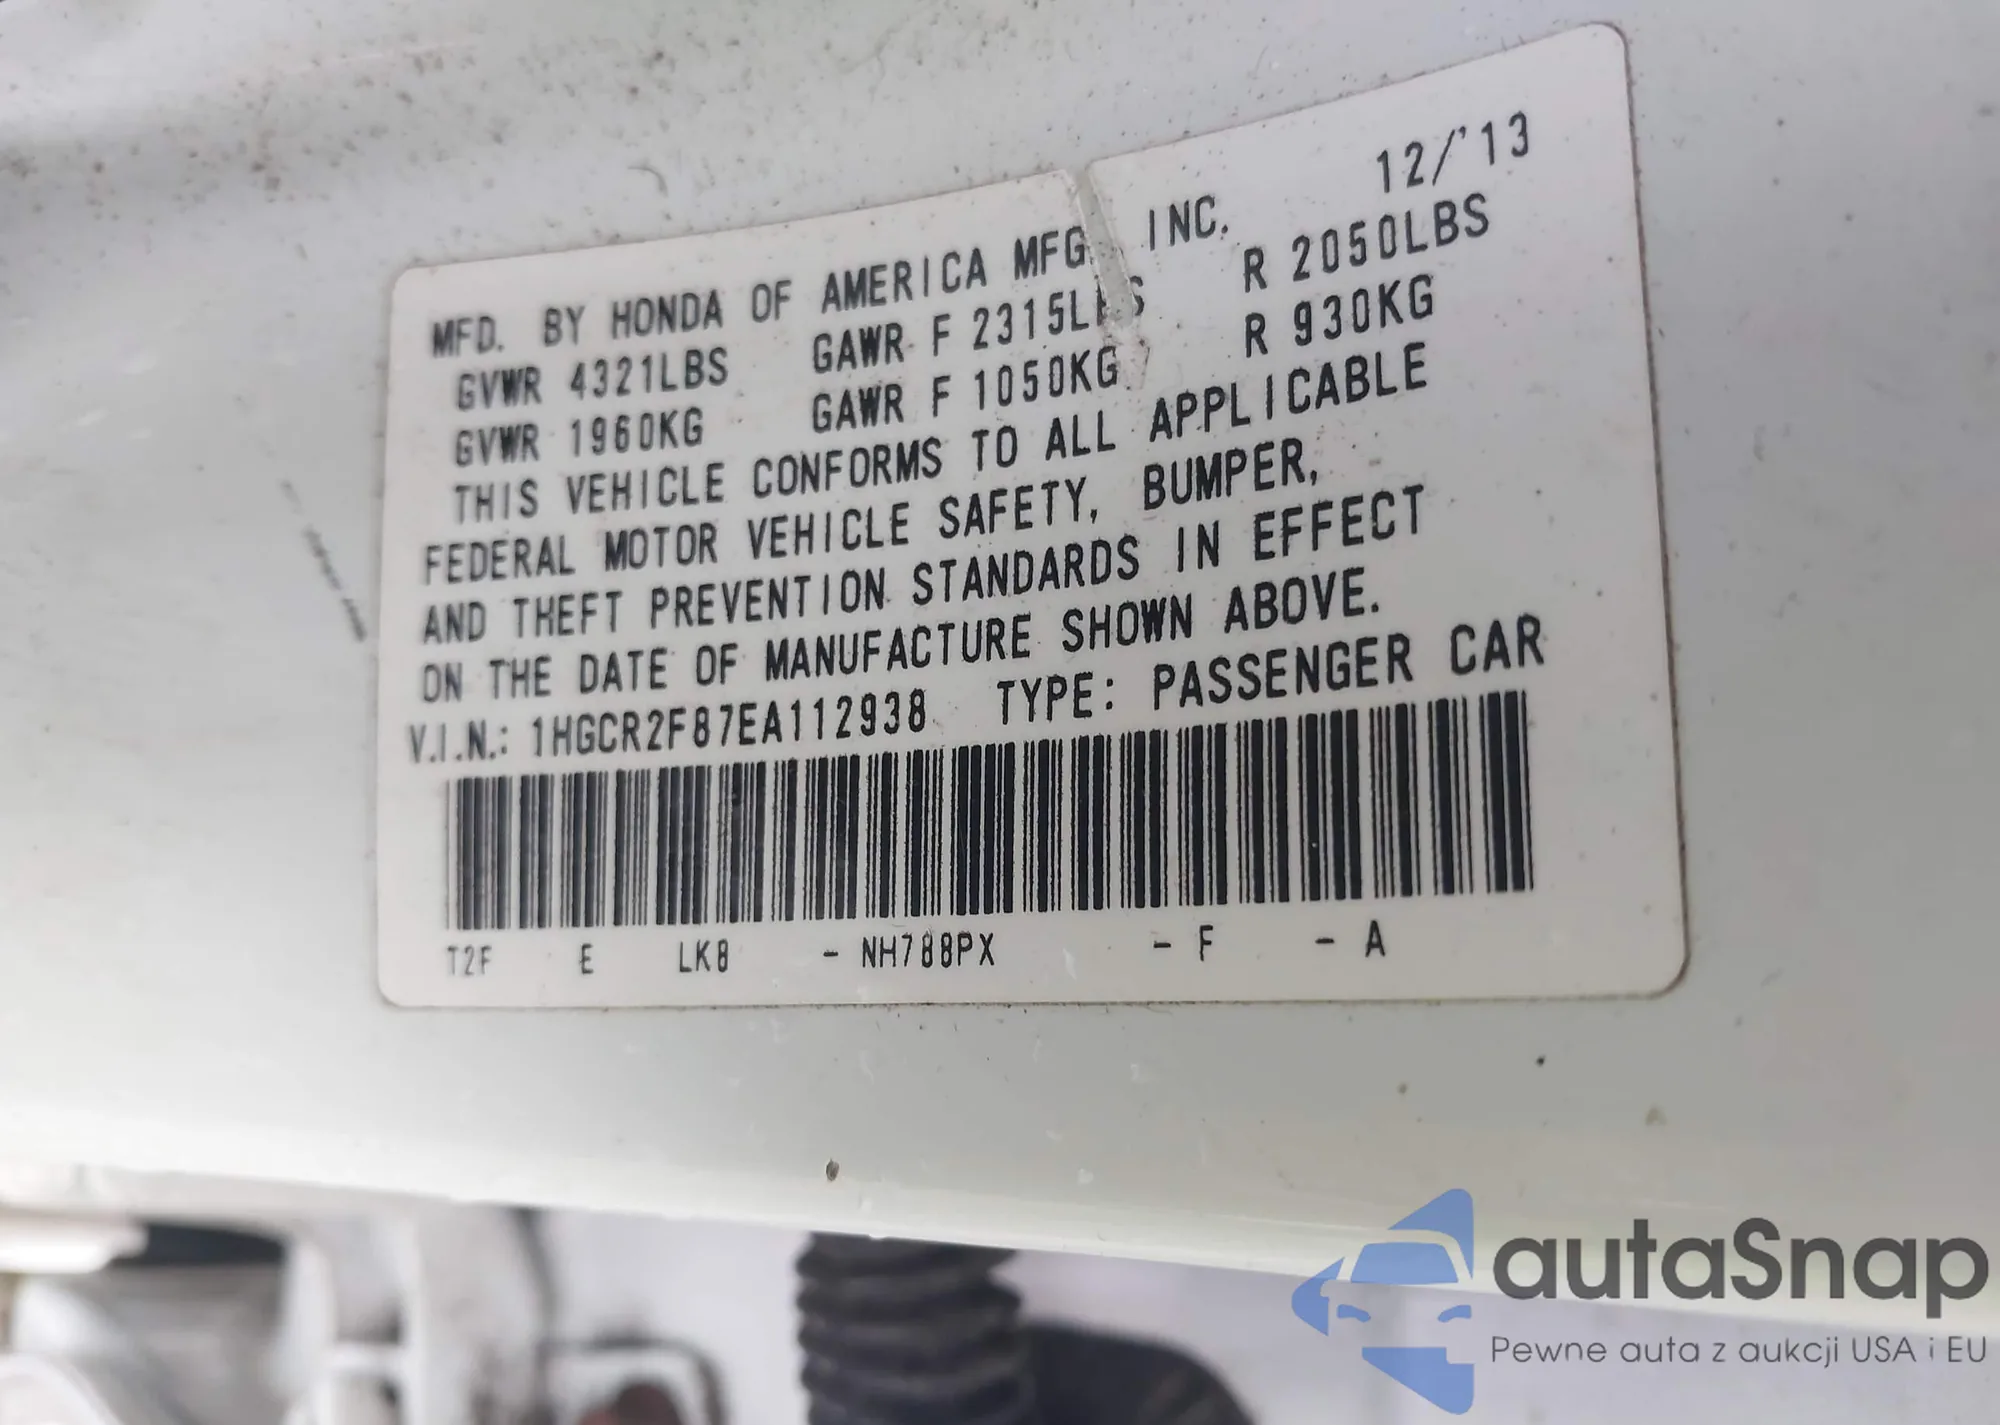 12/'13
MFD. BY HONDA OF AMERICA MFG. INC.
GVWR 4321LBS GAWR F 2315LBS R 2050LBS
GVWR 1960KG GAWR F 1050KG R 930KG
THIS VEHICLE CONFORMS TO ALL APPLICABLE
FEDERAL MOTOR VEHICLE SAFETY, BUMPER,
AND THEFT PREVENTION STANDARDS IN EFFECT
ON THE DATE OF MANUFACTURE SHOWN ABOVE.
V.I.N.: 1HGCR2F87EA112938 TYPE: PASSENGER CAR
T2F E LK8 - NH788PX - F - A
autaSnap
Pewne auta z aukcji USA i EU